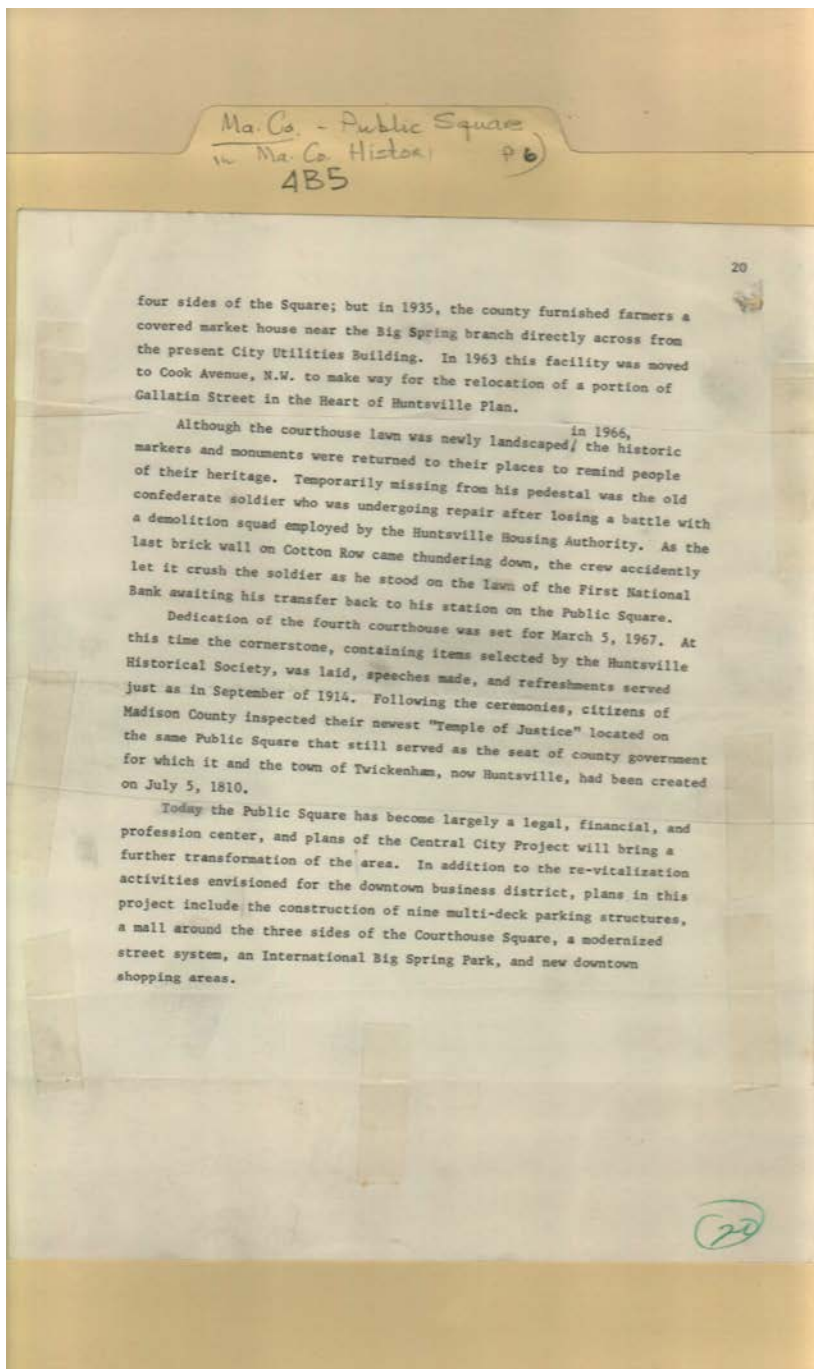 Ma. Co. - Public Square
in Ma. Co. Histor P 6)
4B5
20
four sides of the Square; but in 1935, the county furnished farmers a
covered market house near the Big Spring branch directly across from
the present City Utilities Building. In 1963 this facility was moved
to Cook Avenue, N.W. to make way for the relocation of a portion of
Gallatin Street in the Heart of Huntsville Plan.
in 1966,
Although the courthouse lawn was newly landscaped/ the historic
markers and monuments were returned to their places to remind people
of their heritage. Temporarily missing from his pedestal was the old
confederate soldier who was undergoing repair after losing a battle with
a demolition squad employed by the Huntsville Housing Authority. As the
last brick wall on Cotton Row came thundering down, the crew accidently
let it crush the soldier as he stood on the lawn of the First National
Bank awaiting his transfer back to his station on the Public Square.
Dedication of the fourth courthouse was set for March 5, 1967. At
this time the cornerstone, containing items selected by the Huntsville
Historical Society, was laid, speeches made, and refreshments served
just as in September of 1914. Following the ceremonies, citizens of
Madison County inspected their newest "Temple of Justice" located on
the same Public Square that still served as the seat of county government
for which it and the town of Twickenham, now Huntsville, had been created
on July 5, 1810.
Today the Public Square has become largely a legal, financial, and
profession center, and plans of the Central City Project will bring a
further transformation of the area. In addition to the re-vitalization
activities envisioned for the downtown business district, plans in this
project include the construction of nine multi-deck parking structures,
a mall around the three sides of the Courthouse Square, a modernized
street system, an International Big Spring Park, and new downtown
shopping areas.
20